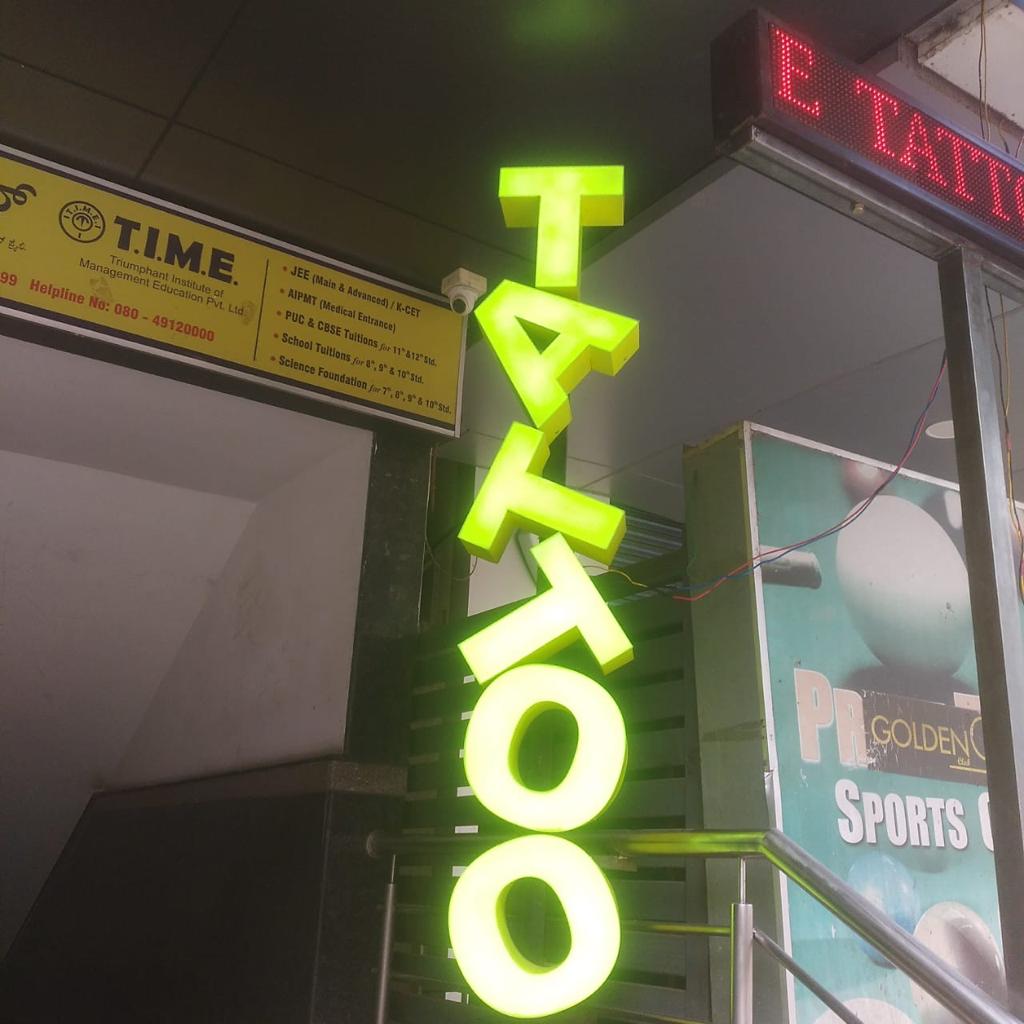 T.I.M.E.
T.I.M.E.
Triumphant Institute of
Management Education Pvt. Ltd.
99 Helpline No: 080 - 49120000
• JEE (Main & Advanced) / K-CET
• AIPMT (Medical Entrance)
• PUC & CBSE Tuitions for 11th & 12th Std.
• School Tuitions for 8th, 9th & 10th Std.
• Science Foundation for 7th, 8th, 9th & 10th Std.
TATTOO
E TATTO
GOLDEN
Club
SPORTS